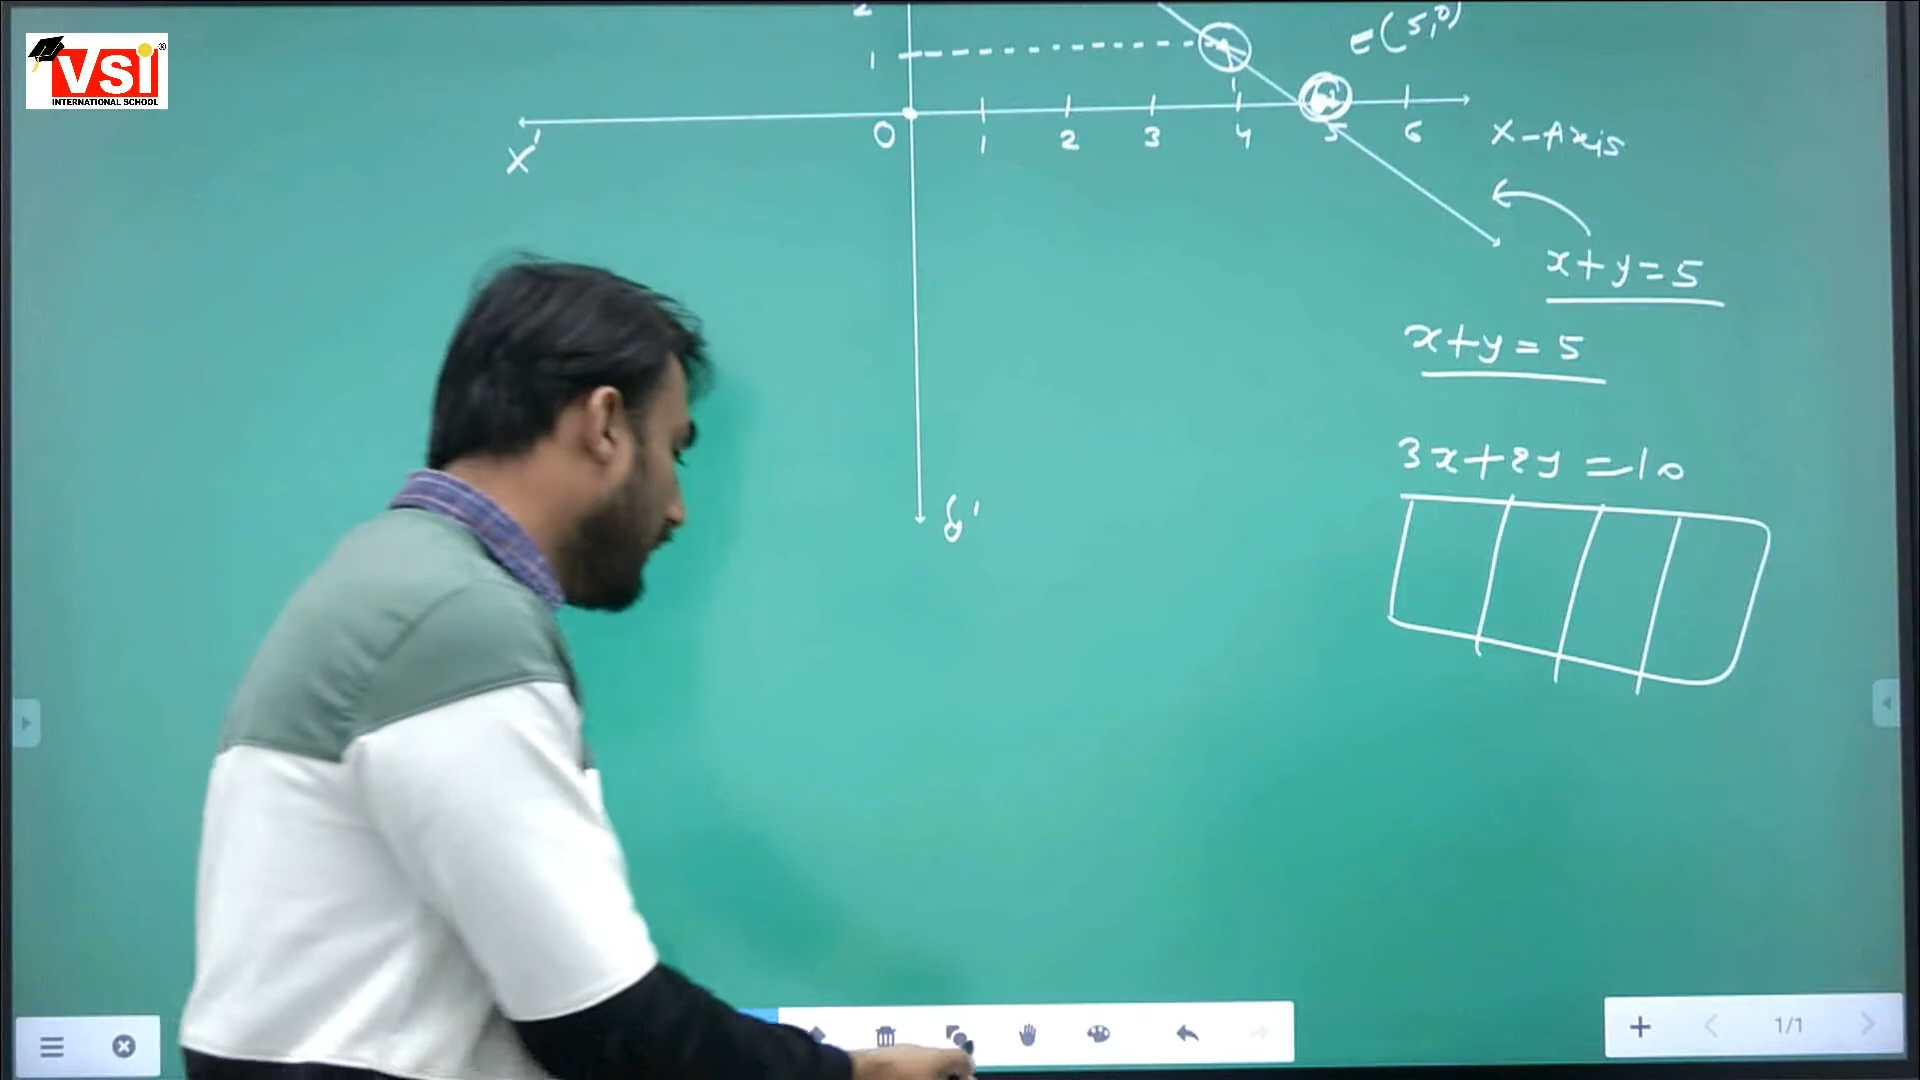 VSI
INTERNATIONAL SCHOOL
2
1
E(5,0)
0 1 2 3 4 5 6
X'
X-Axis
x+y=5
x+y=5
3x+2y=10
y'
1/1